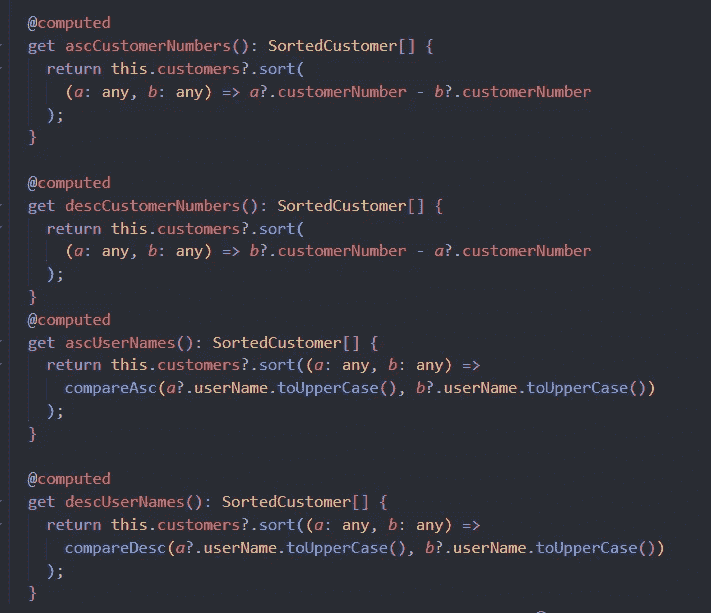 @computed
get ascCustomerNumbers(): SortedCustomer[] {
return this.customers?.sort(
(a: any, b: any) => a?.customerNumber - b?.customerNumber
);
}
@computed
get descCustomerNumbers(): SortedCustomer[] {
return this.customers?.sort(
(a: any, b: any) => b?.customerNumber - a?.customerNumber
);
}
@computed
get ascUserNames(): SortedCustomer[] {
return this.customers?.sort((a: any, b: any) =>
compareAsc(a?.userName.toUpperCase(), b?.userName.toUpperCase())
);
}
@computed
get descUserNames(): SortedCustomer[] {
return this.customers?.sort((a: any, b: any) =>
compareDesc(a?.userName.toUpperCase(), b?.userName.toUpperCase())
);
}